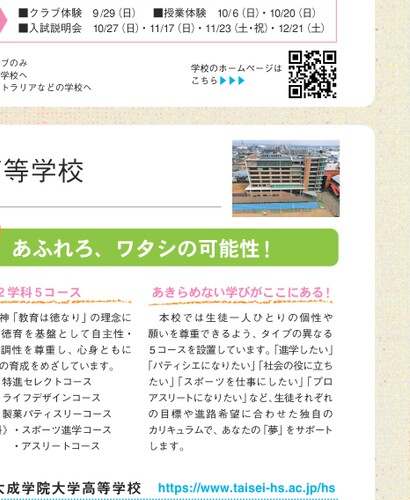 ■クラブ体験 9/29（日） ■授業体験 10/6（日）・10/20（日）
■入試説明会 10/27（日）・11/17（日）・11/23（土・祝）・12/21（土）
ブのみ
学校へ
トラリアなどの学校へ
学校のホームページは
こちら▶▶▶
等学校
あふれろ、ワタシの可能性！
2学科5コース
神「教育は徳なり」の理念に
徳育を基盤として自主性・
調性を尊重し、心身ともに
の育成をめざしています。
特進セレクトコース
ライフデザインコース
製菓パティスリーコース
）・スポーツ進学コース
・アスリートコース
あきらめない学びがここにある！
本校では生徒一人ひとりの個性や
願いを尊重できるよう、タイプの異なる
5コースを設置しています。「進学したい」
「パティシエになりたい」「社会の役に立ち
たい」「スポーツを仕事にしたい」「プロ
アスリートになりたい」など、生徒それぞれ
の目標や進路希望に合わせた独自の
カリキュラムで、あなたの「夢」をサポート
します。
大成学院大学高等学校 https://www.taisei-hs.ac.jp/hs